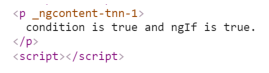 <p _ngcontent-tnn-1>
condition is true and ngIf is true.
</p>
<script></script>